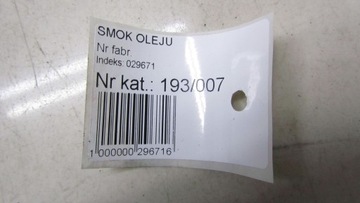 SMOK OLEJU
Nr fabr.
Indeks: 029671
Nr kat.: 193/007
1 000000 296716